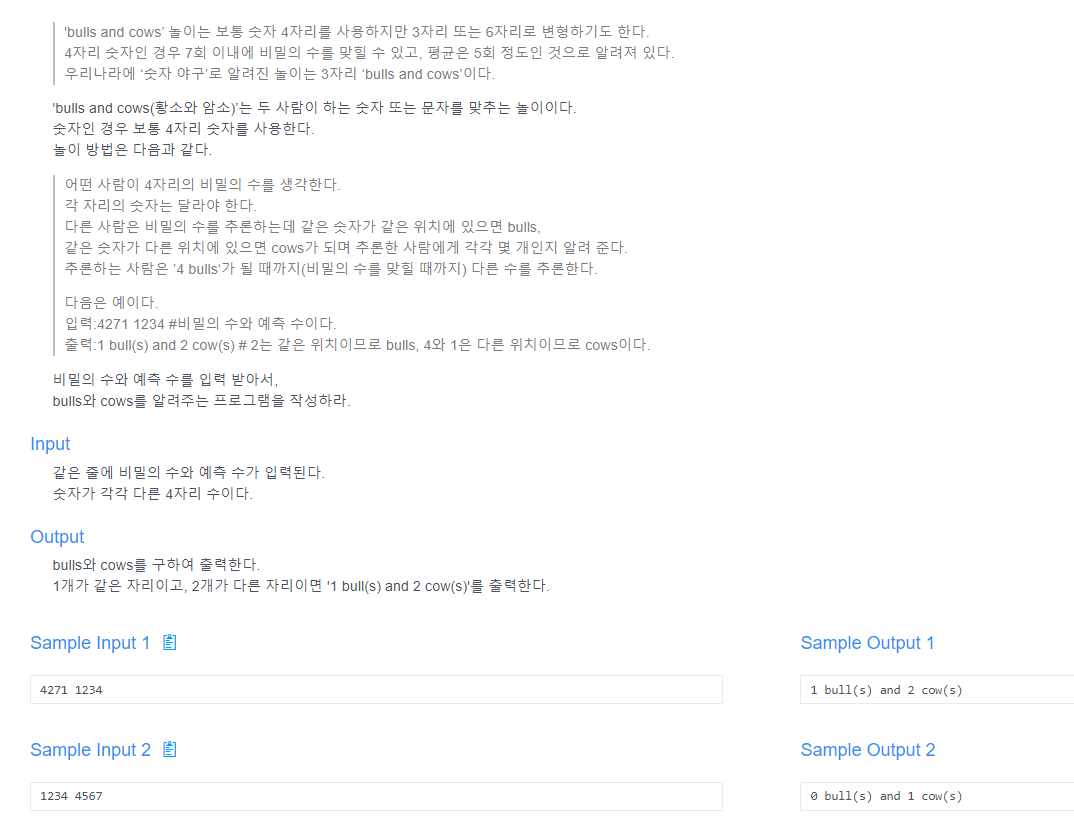 'bulls and cows’ 놀이는 보통 숫자 4자리를 사용하지만 3자리 또는 6자리로 변형하기도 한다.
4자리 숫자인 경우 7회 이내에 비밀의 수를 맞힐 수 있고, 평균은 5회 정도인 것으로 알려져 있다.
우리나라에 ‘숫자 야구’로 알려진 놀이는 3자리 ‘bulls and cows’이다.
'bulls and cows(황소와 암소)’는 두 사람이 하는 숫자 또는 문자를 맞추는 놀이이다.
숫자인 경우 보통 4자리 숫자를 사용한다.
놀이 방법은 다음과 같다.
어떤 사람이 4자리의 비밀의 수를 생각한다.
각 자리의 숫자는 달라야 한다.
다른 사람은 비밀의 수를 추론하는데 같은 숫자가 같은 위치에 있으면 bulls,
같은 숫자가 다른 위치에 있으면 cows가 되며 추론한 사람에게 각각 몇 개인지 알려 준다.
추론하는 사람은 ’4 bulls‘가 될 때까지(비밀의 수를 맞힐 때까지) 다른 수를 추론한다.
다음은 예이다.
입력:4271 1234 #비밀의 수와 예측 수이다.
출력:1 bull(s) and 2 cow(s) # 2는 같은 위치이므로 bulls, 4와 1은 다른 위치이므로 cows이다.
비밀의 수와 예측 수를 입력 받아서,
bulls와 cows를 알려주는 프로그램을 작성하라.
Input
같은 줄에 비밀의 수와 예측 수가 입력된다.
숫자가 각각 다른 4자리 수이다.
Output
bulls와 cows를 구하여 출력한다.
1개가 같은 자리이고, 2개가 다른 자리이면 '1 bull(s) and 2 cow(s)'를 출력한다.
Sample Input 1
4271 1234
Sample Output 1
1 bull(s) and 2 cow(s)
Sample Input 2
1234 4567
Sample Output 2
0 bull(s) and 1 cow(s)